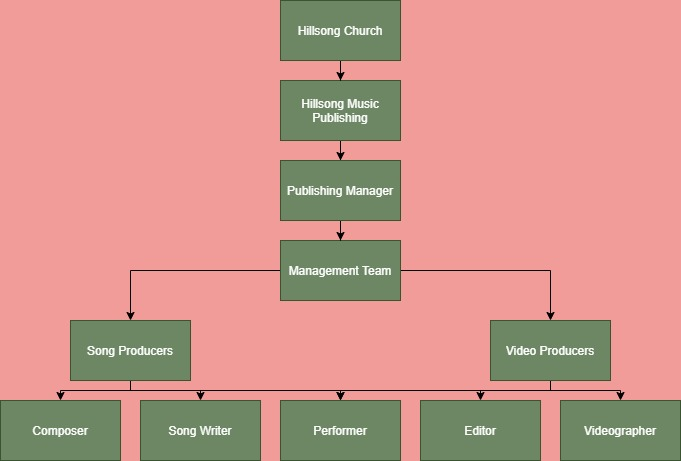 Hillsong Church
Hillsong Music
Publishing
Publishing Manager
Management Team
Song Producers
Video Producers
Composer
Song Writer
Performer
Editor
Videographer